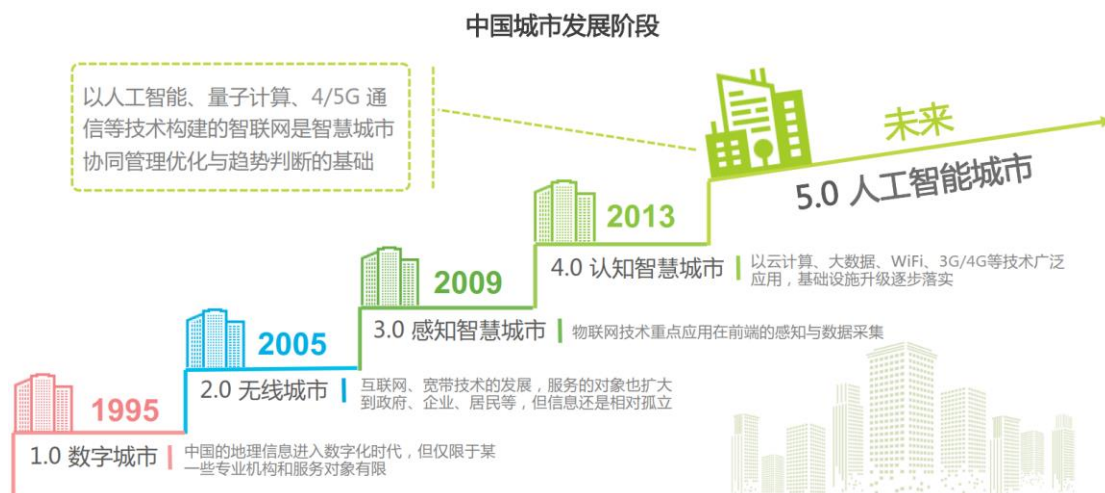 中国城市发展阶段
以人工智能、量子计算、4/5G 通
信等技术构建的智联网是智慧城市
协同管理优化与趋势判断的基础
未来
5.0 人工智能城市
2013
4.0 认知智慧城市
以云计算、大数据、WiFi、3G/4G等技术广泛
应用，基础设施升级逐步落实
2009
3.0 感知智慧城市
物联网技术重点应用在前端的感知与数据采集
2005
2.0 无线城市
互联网、宽带技术的发展，服务的对象也扩大
到政府、企业、居民等，但信息还是相对孤立
1995
1.0 数字城市
中国的地理信息进入数字化时代，但仅限于某
一些专业机构和服务对象有限